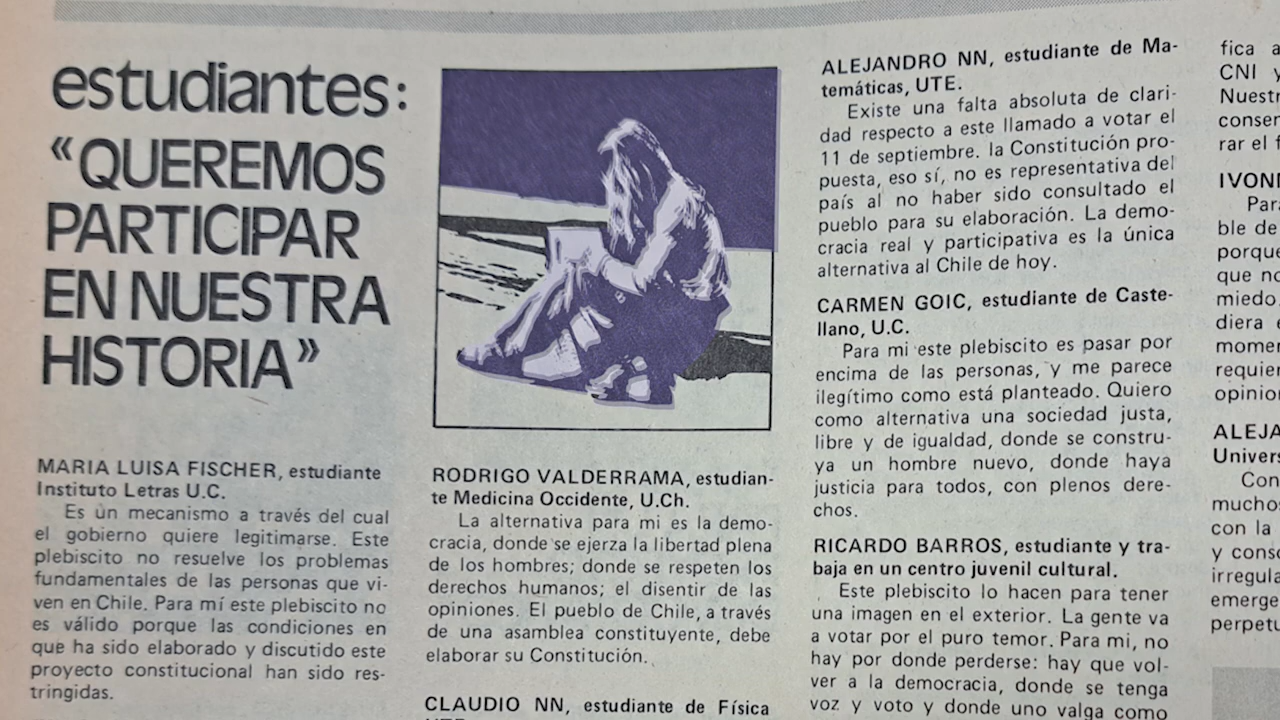 estudiantes:
«QUEREMOS
PARTICIPAR
EN NUESTRA
HISTORIA»
MARIA LUISA FISCHER, estudiante
Instituto Letras U.C.
Es un mecanismo a través del cual
el gobierno quiere legitimarse. Este
plebiscito no resuelve los problemas
fundamentales de las personas que vi-
ven en Chile. Para mí este plebiscito no
es válido porque las condiciones en
que ha sido elaborado y discutido este
proyecto constitucional han sido res-
tringidas.
RODRIGO VALDERRAMA, estudian-
te Medicina Occidente, U.Ch.
La alternativa para mi es la demo-
cracia, donde se ejerza la libertad plena
de los hombres; donde se respeten los
derechos humanos; el disentir de las
opiniones. El pueblo de Chile, a través
de una asamblea constituyente, debe
elaborar su Constitución.
CLAUDIO NN, estudiante de Física
ALEJANDRO NN, estudiante de Ma-
temáticas, UTE.
Existe una falta absoluta de clari-
dad respecto a este llamado a votar el
11 de septiembre. la Constitución pro-
puesta, eso sí, no es representativa del
país al no haber sido consultado el
pueblo para su elaboración. La demo-
cracia real y participativa es la única
alternativa al Chile de hoy.
CARMEN GOIC, estudiante de Caste-
llano, U.C.
Para mi este plebiscito es pasar por
encima de las personas, y me parece
ilegítimo como está planteado. Quiero
como alternativa una sociedad justa,
libre y de igualdad, donde se constru-
ya un hombre nuevo, donde haya
justicia para todos, con plenos dere-
chos.
RICARDO BARROS, estudiante y tra-
baja en un centro juvenil cultural.
Este plebiscito lo hacen para tener
una imagen en el exterior. La gente va
a votar por el puro temor. Para mi, no
hay por donde perderse: hay que vol-
ver a la democracia, donde se tenga
voz y voto y donde uno valga como
fica a
CNI y
Nuestr
conser
rar el f
IVON
Para
ble de
porque
que no
miedo,
diera
momen
requier
opinio
ALEJA
Univers
Con
mucho
con la
y conso
irregula
emerge
perpetu